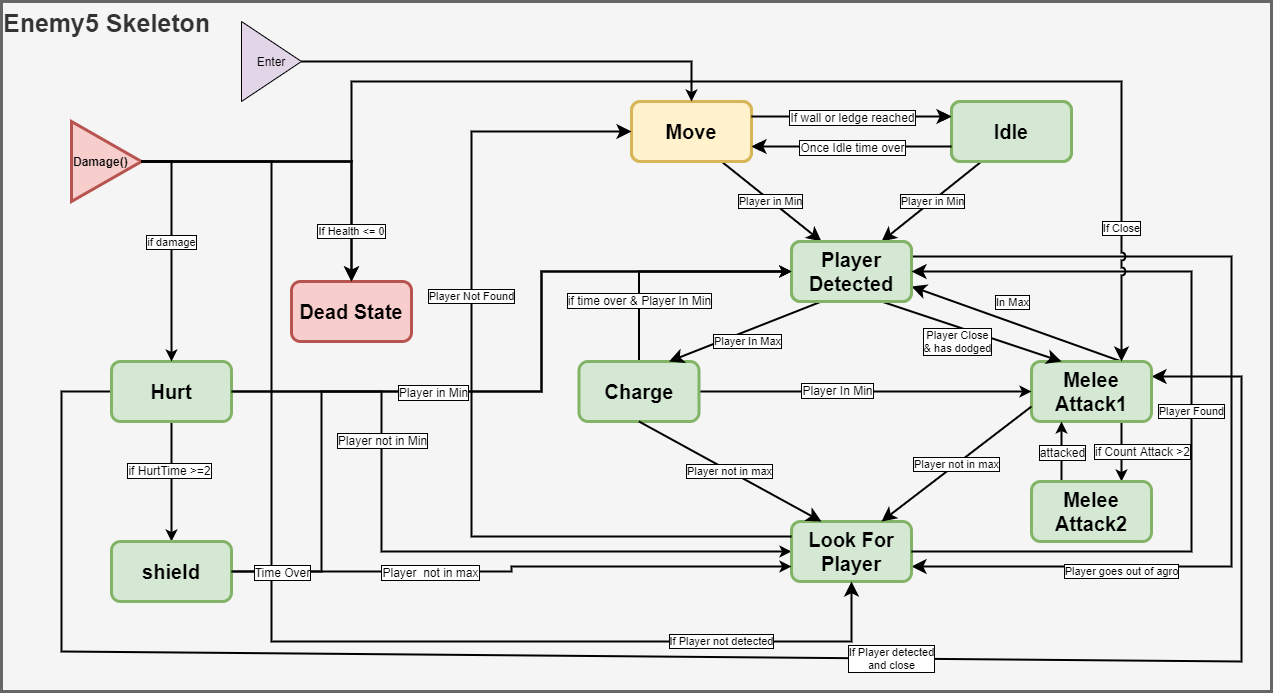 Enemy5 Skeleton
Enter
If wall or ledge reached
Move
Idle
Once Idle time over
Damage()
Player in Min
Player in Min
If Close
If Health <= 0
if damage
Player
Detected
Player Not Found
if time over & Player In Min
In Max
Dead State
Player In Max
Player Close
& has dodged
Hurt
Player in Min
Charge
Player In Min
Melee
Attack1
Player Found
Player not in Min
attacked
if Count Attack >2
if HurtTime >=2
Player not in max
Player not in max
Melee
Attack2
Look For
Player
shield
Time Over
Player  not in max
Player goes out of agro
If Player not detected
If Player detected
and close